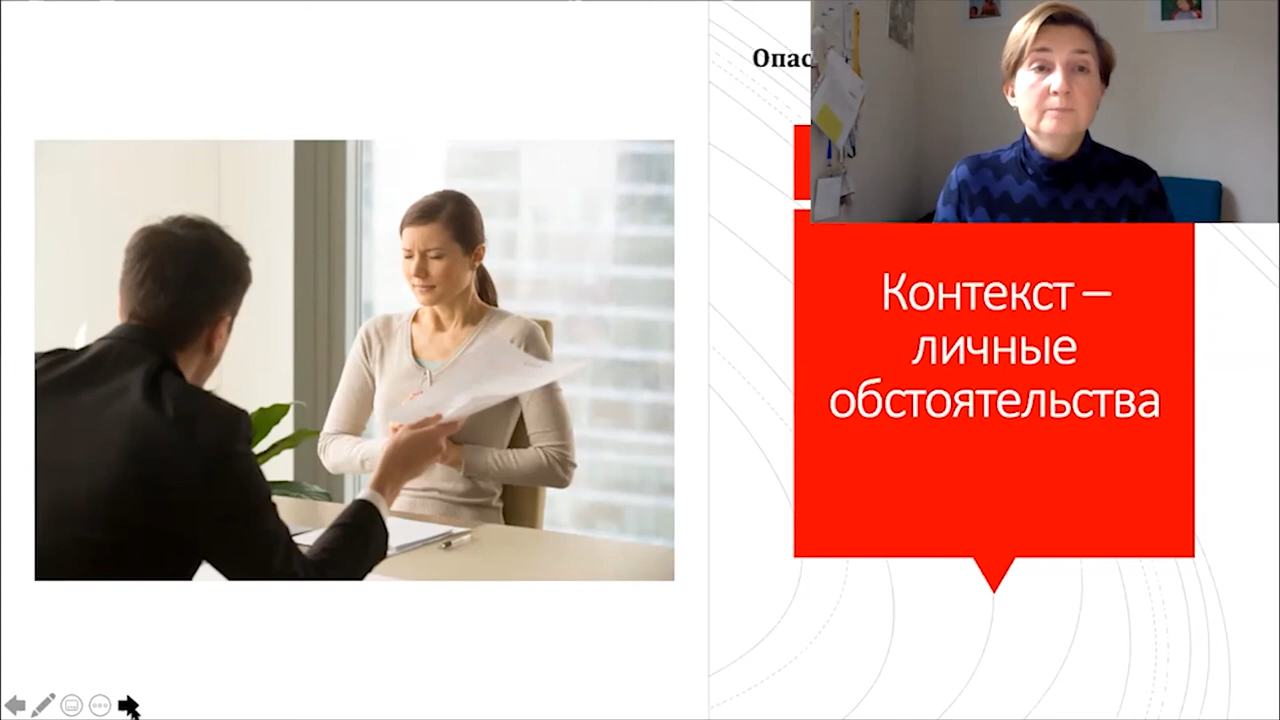 Опас
Контекст –
личные
обстоятельства